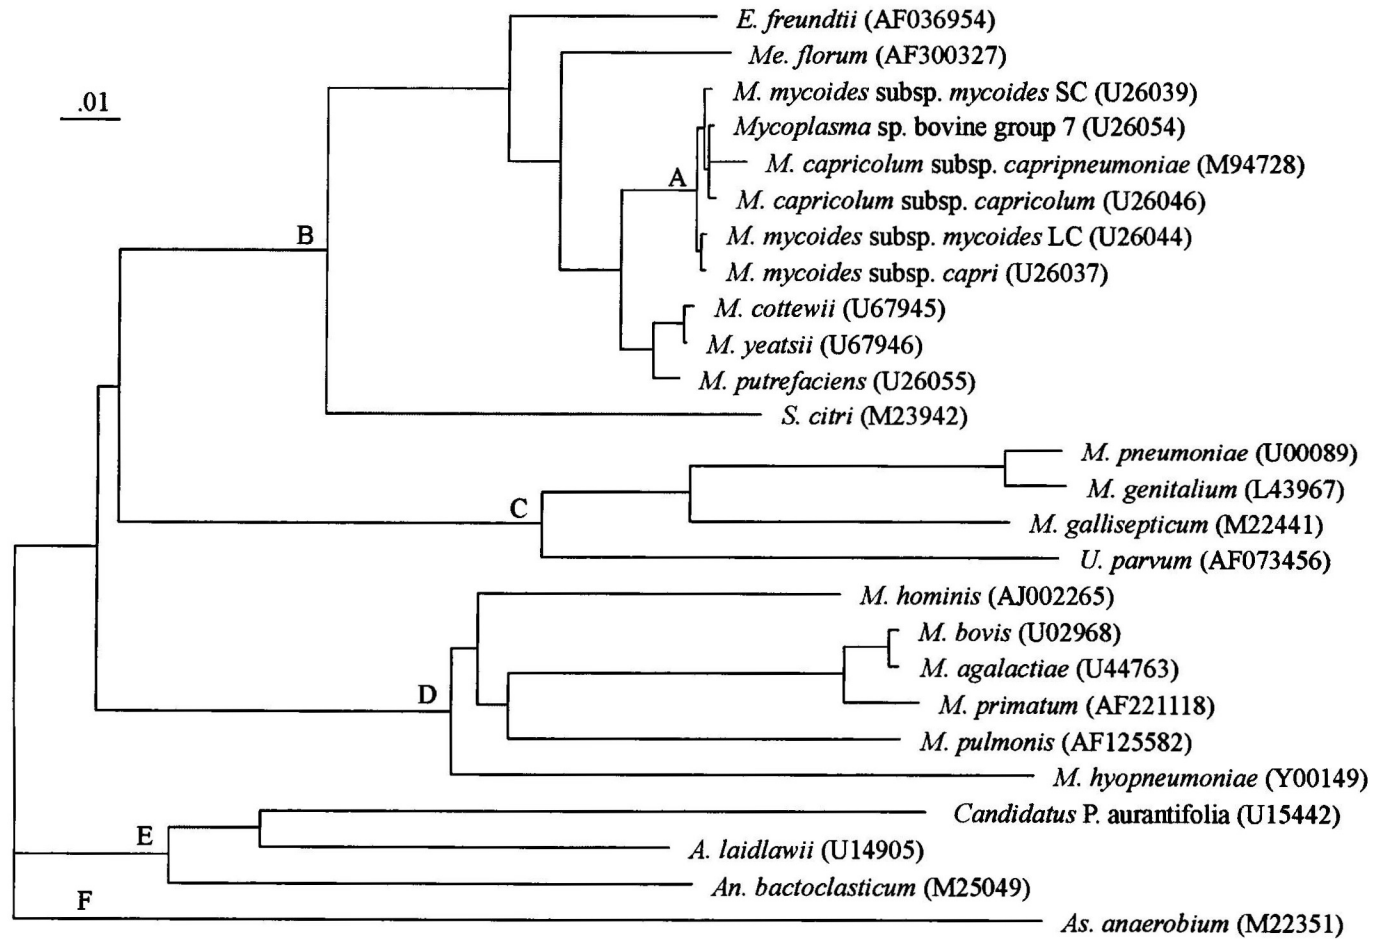 E. freundtii (AF036954)
Me. florum (AF300327)
.01
M. mycoides subsp. mycoides SC (U26039)
Mycoplasma sp. bovine group 7 (U26054)
M. capricolum subsp. capripneumoniae (M94728)
A
M. capricolum subsp. capricolum (U26046)
B
M. mycoides subsp. mycoides LC (U26044)
M. mycoides subsp. capri (U26037)
M. cottewii (U67945)
M. yeatsii (U67946)
M. putrefaciens (U26055)
S. citri (M23942)
M. pneumoniae (U00089)
M. genitalium (L43967)
C
M. gallisepticum (M22441)
U. parvum (AF073456)
M. hominis (AJ002265)
M. bovis (U02968)
M. agalactiae (U44763)
D
M. primatum (AF221118)
M. pulmonis (AF125582)
M. hyopneumoniae (Y00149)
Candidatus P. aurantifolia (U15442)
E
A. laidlawii (U14905)
An. bactoclasticum (M25049)
F
As. anaerobium (M22351)